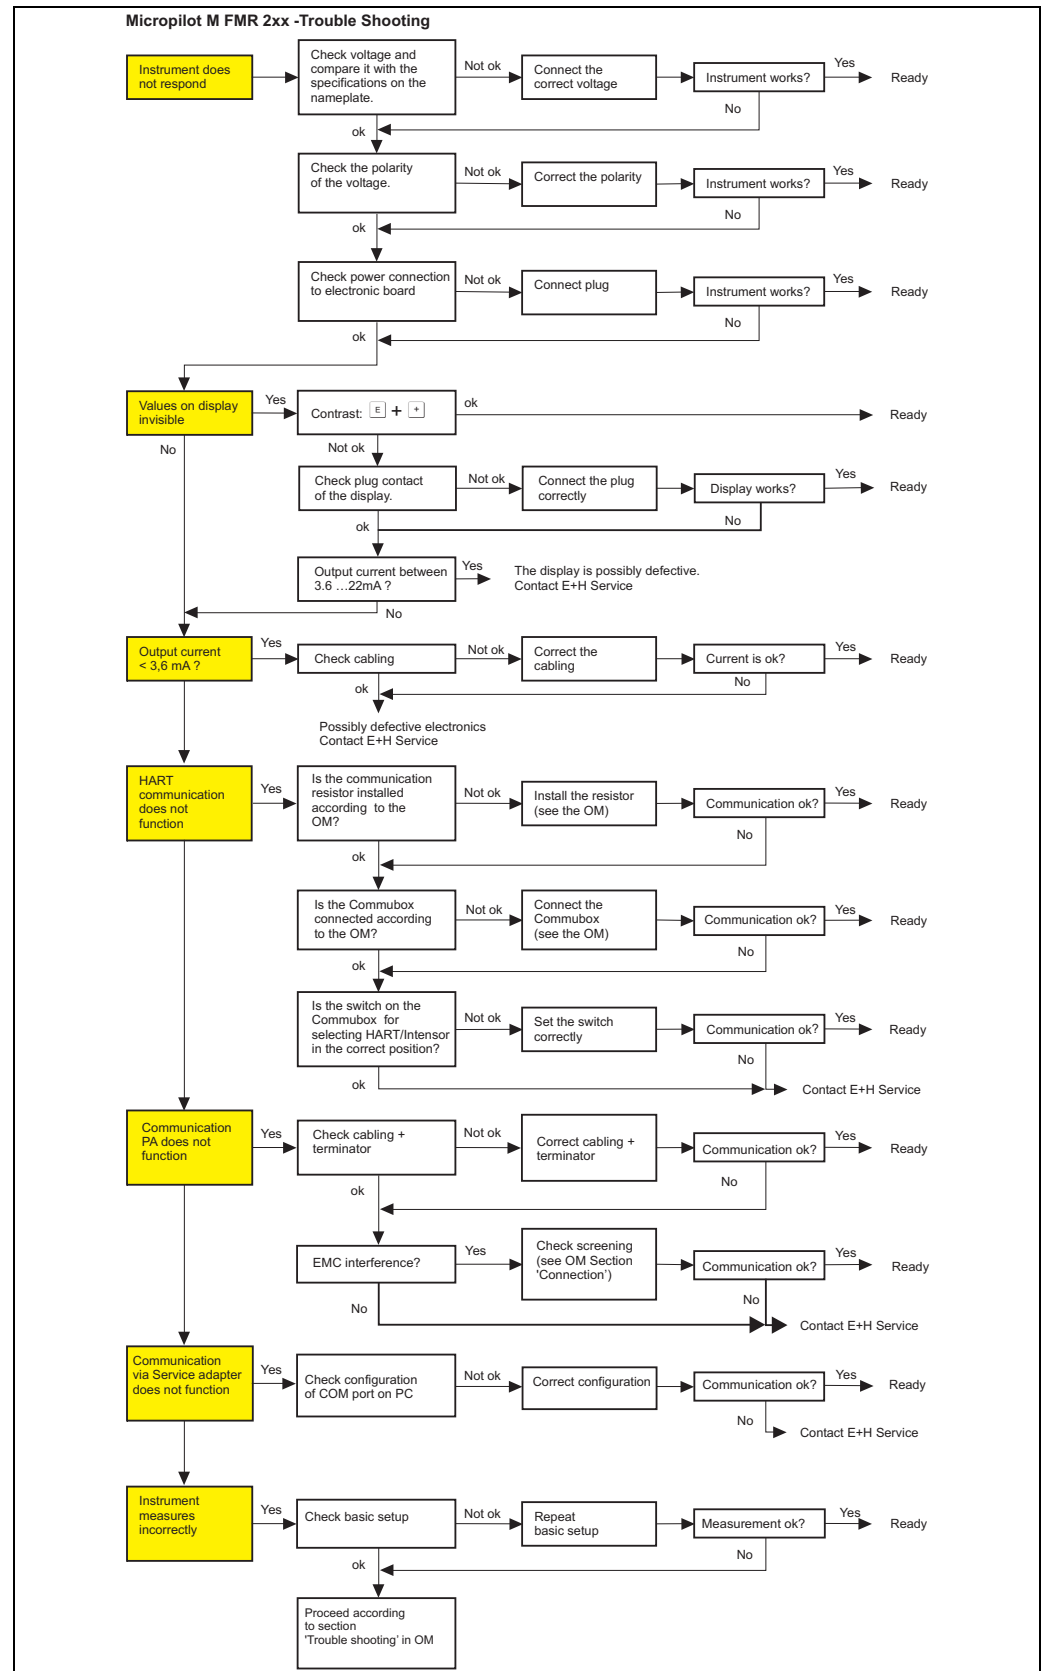 Micropilot M FMR 2xx -Trouble Shooting
Instrument does
not respond
Check voltage and
compare it with the
specifications on the
nameplate.
Not ok
Connect the
correct voltage
Instrument works?
Yes
Ready
No
ok
Check the polarity
of the voltage.
Not ok
Correct the polarity
Instrument works?
Yes
Ready
No
ok
Check power connection
to electronic board
Not ok
Connect plug
Instrument works?
Yes
Ready
No
ok
Values on display
invisible
Yes
Contrast: E + +
ok
Ready
No
Not ok
Check plug contact
of the display.
Not ok
Connect the plug
correctly
Display works?
Yes
Ready
No
ok
Output current between
3.6 ...22mA ?
Yes
The display is possibly defective.
Contact E+H Service
No
Output current
< 3,6 mA ?
Yes
Check cabling
Not ok
Correct the
cabling
Current is ok?
Yes
Ready
No
ok
Possibly defective electronics
Contact E+H Service
HART
communication
does not
function
Yes
Is the communication
resistor installed
according to the
OM?
Not ok
Install the resistor
(see the OM)
Communication ok?
Yes
Ready
No
ok
Is the Commubox
connected according
to the OM?
Not ok
Connect the
Commubox
(see the OM)
Communication ok?
Yes
Ready
No
ok
Is the switch on the
Commubox for
selecting HART/Intensor
in the correct position?
Not ok
Set the switch
correctly
Communication ok?
Yes
Ready
No
ok
Contact E+H Service
Communication
PA does not
function
Yes
Check cabling +
terminator
Not ok
Correct cabling +
terminator
Communication ok?
Yes
Ready
No
ok
EMC interference?
Yes
Check screening
(see OM Section
'Connection')
Communication ok?
Yes
Ready
No
No
Contact E+H Service
Communication
via Service adapter
does not function
Yes
Check configuration
of COM port on PC
Not ok
Correct configuration
Communication ok?
Yes
Ready
No
Contact E+H Service
Instrument
measures
incorrectly
Yes
Check basic setup
Not ok
Repeat
basic setup
Measurement ok?
Yes
Ready
No
ok
Proceed according
to section
'Trouble shooting' in OM